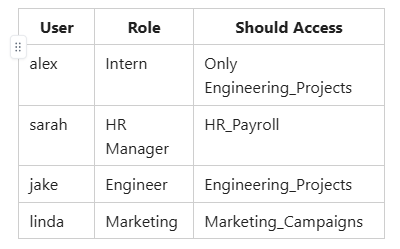 User Role Should Access
alex Intern Only
Engineering_Projects
sarah HR
Manager HR_Payroll
jake Engineer Engineering_Projects
linda Marketing Marketing_Campaigns